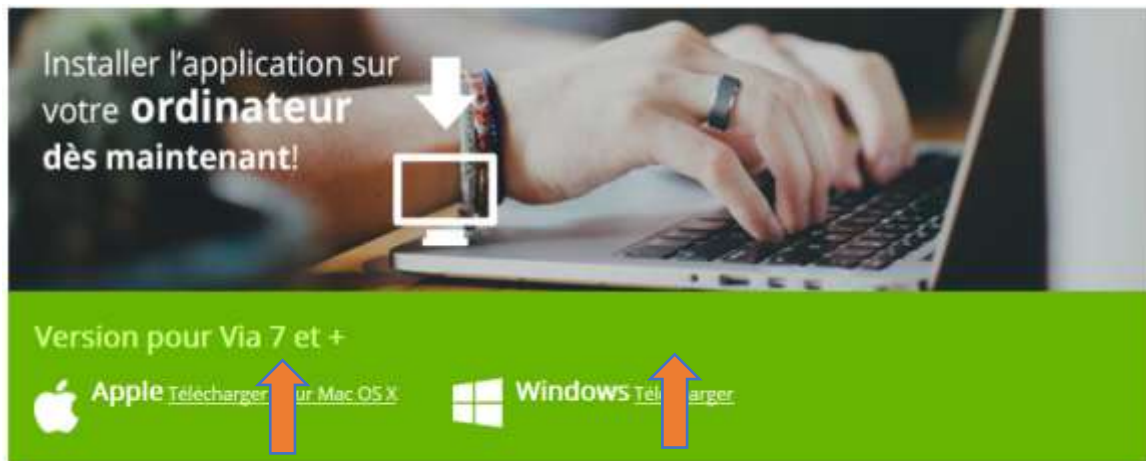 Installer l'application sur
votre ordinateur
dès maintenant!
Version pour Via 7 et +
Apple Télécharger ur Mac OS X
Windows Tél arger